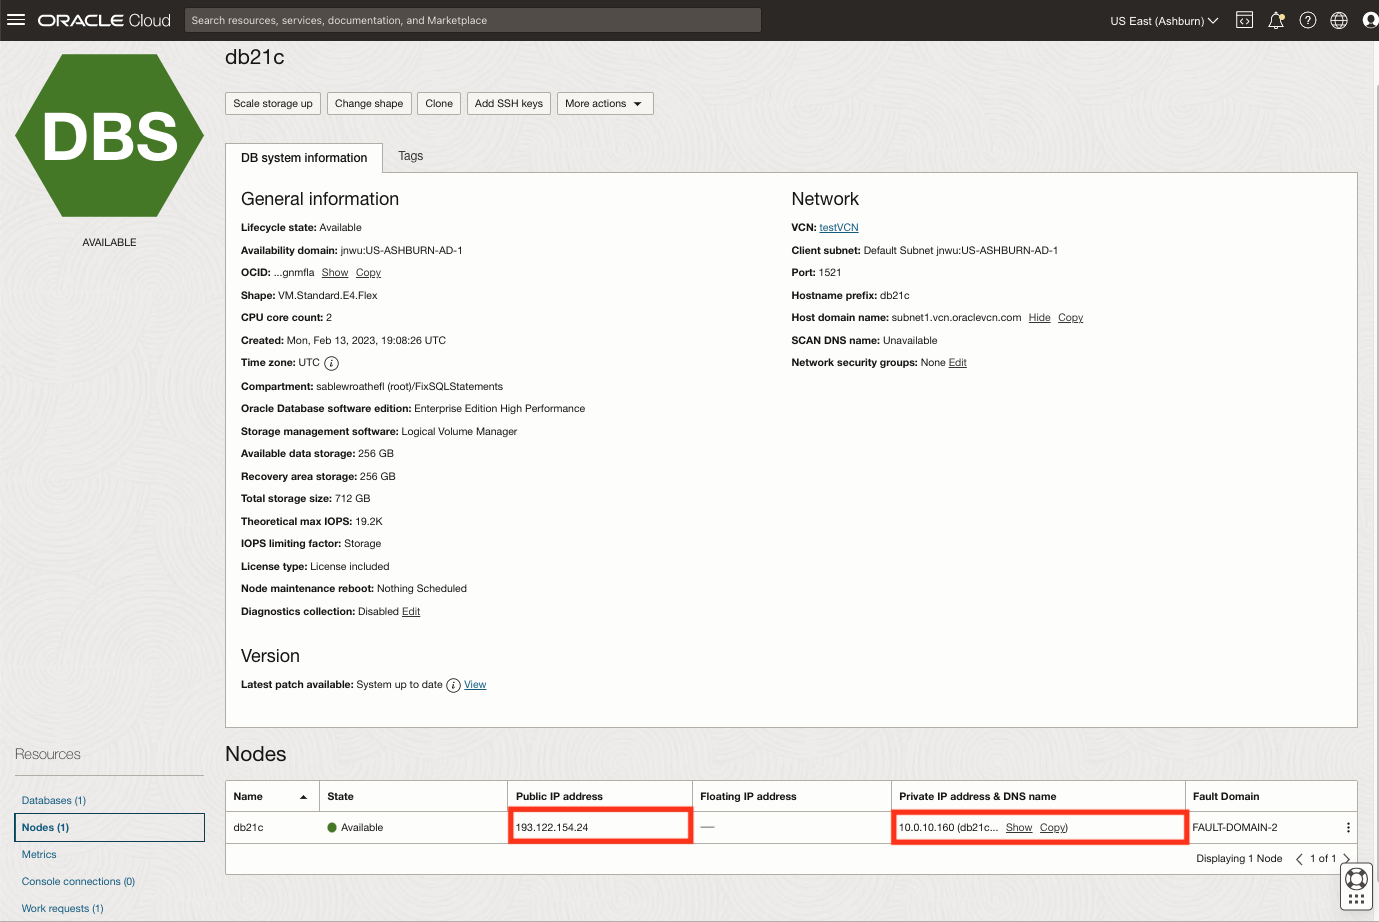 ORACLE Cloud
Search resources, services, documentation, and Marketplace
US East (Ashburn)
DBS
AVAILABLE
db21c
Scale storage up
Change shape
Clone
Add SSH keys
More actions
DB system information
Tags
General information
Lifecycle state: Available
Availability domain: jnwu:US-ASHBURN-AD-1
OCID: ...gnmfla Show Copy
Shape: VM.Standard.E4.Flex
CPU core count: 2
Created: Mon, Feb 13, 2023, 19:08:26 UTC
Time zone: UTC
Compartment: sablewroathefl (root)/FixSQLStatements
Oracle Database software edition: Enterprise Edition High Performance
Storage management software: Logical Volume Manager
Available data storage: 256 GB
Recovery area storage: 256 GB
Total storage size: 712 GB
Theoretical max IOPS: 19.2K
IOPS limiting factor: Storage
License type: License included
Node maintenance reboot: Nothing Scheduled
Diagnostics collection: Disabled Edit
Version
Latest patch available: System up to date View
Network
VCN: testVCN
Client subnet: Default Subnet jnwu:US-ASHBURN-AD-1
Port: 1521
Hostname prefix: db21c
Host domain name: subnet1.vcn.oraclevcn.com Hide Copy
SCAN DNS name: Unavailable
Network security groups: None Edit
Resources
Databases (1)
Nodes (1)
Metrics
Console connections (0)
Work requests (1)
Nodes
Name State Public IP address Floating IP address Private IP address & DNS name Fault Domain
db21c Available 193.122.154.24 — 10.0.10.160 (db21c... Show Copy) FAULT-DOMAIN-2
Displaying 1 Node 1 of 1